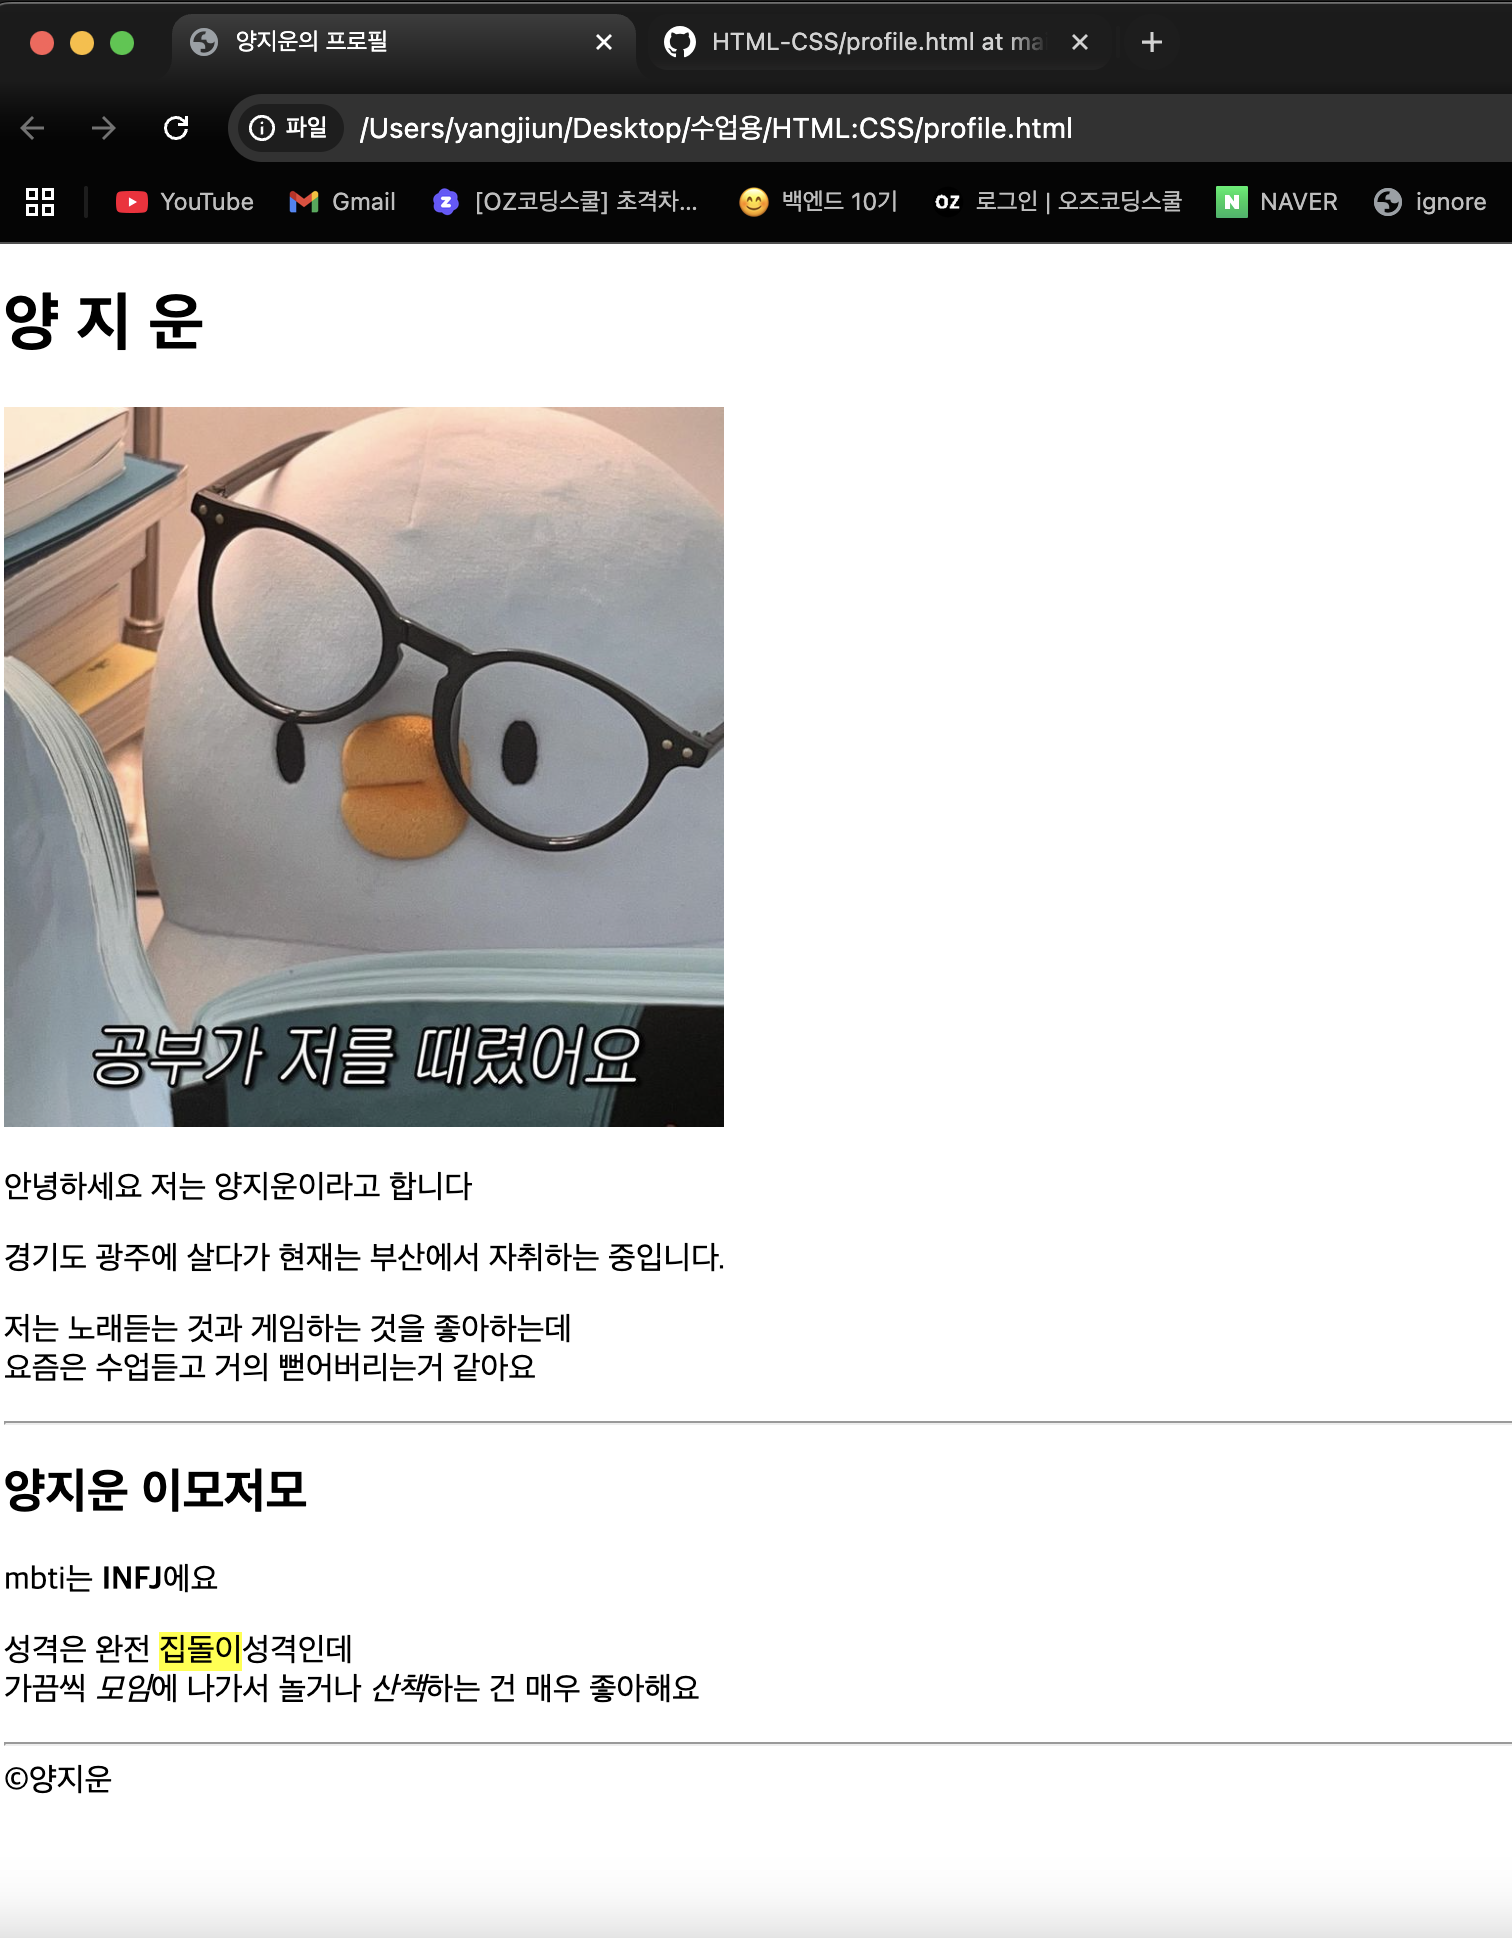 양지운의 프로필
HTML-CSS/profile.html at ma
파일 /Users/yangjiun/Desktop/수업용/HTML:CSS/profile.html
YouTube Gmail [OZ코딩스쿨] 초격차... 백엔드 10기 OZ 로그인 | 오즈코딩스쿨 N NAVER ignore
양 지 운
공부가 저를 때렸어요
안녕하세요 저는 양지운이라고 합니다
경기도 광주에 살다가 현재는 부산에서 자취하는 중입니다.
저는 노래듣는 것과 게임하는 것을 좋아하는데
요즘은 수업듣고 거의 뻗어버리는거 같아요
양지운 이모저모
mbti는 INFJ에요
성격은 완전 집돌이성격인데
가끔씩 모임에 나가서 놀거나 산책하는 건 매우 좋아해요
©양지운